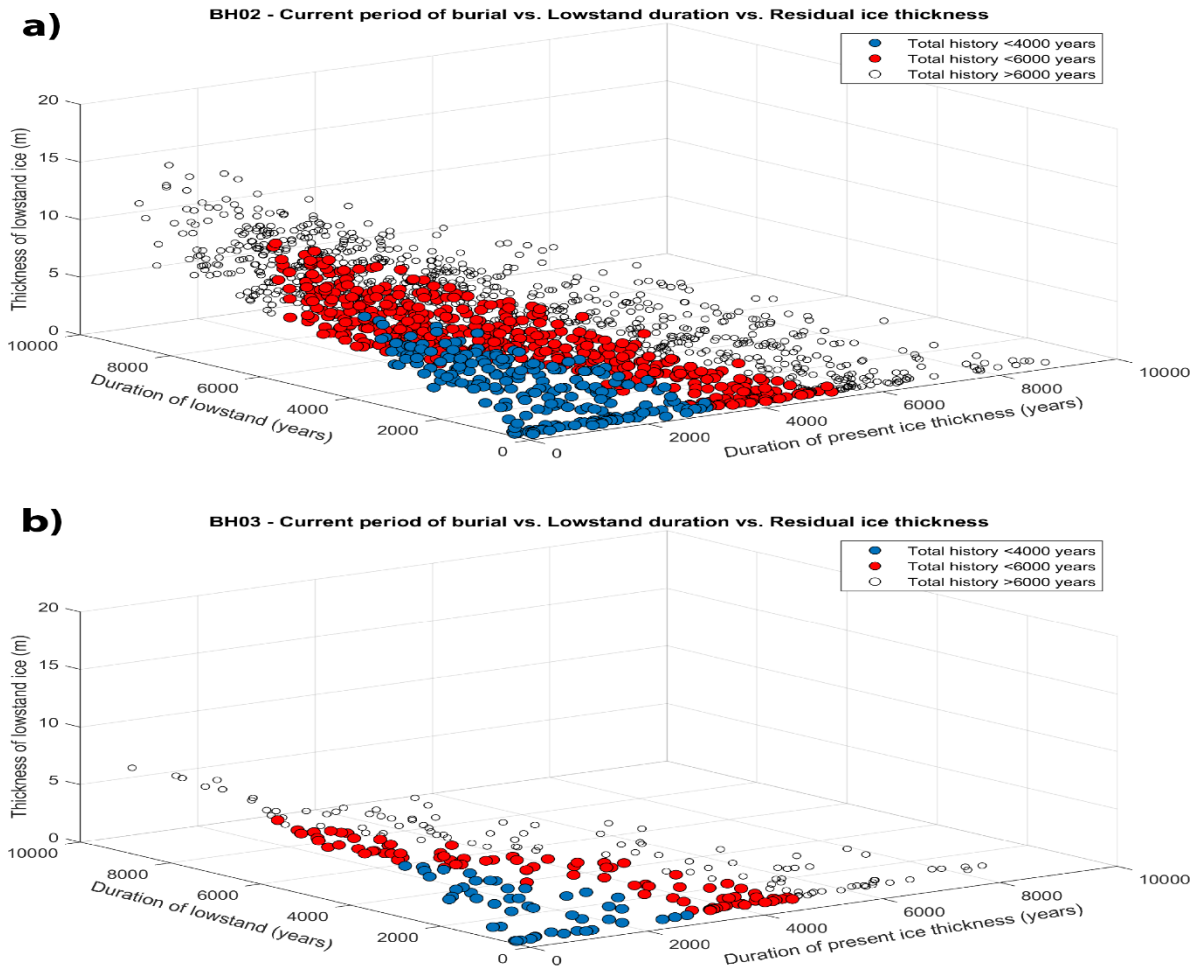 a)
BH02 - Current period of burial vs. Lowstand duration vs. Residual ice thickness
Total history <4000 years
Total history <6000 years
Total history >6000 years
Thickness of lowstand ice (m)
20
15
10
5
0
10000
8000
6000
4000
2000
0
Duration of lowstand (years)
0
2000
4000
6000
8000
10000
Duration of present ice thickness (years)
b)
BH03 - Current period of burial vs. Lowstand duration vs. Residual ice thickness
Total history <4000 years
Total history <6000 years
Total history >6000 years
Thickness of lowstand ice (m)
20
15
10
5
0
10000
8000
6000
4000
2000
0
Duration of lowstand (years)
0
2000
4000
6000
8000
10000
Duration of present ice thickness (years)